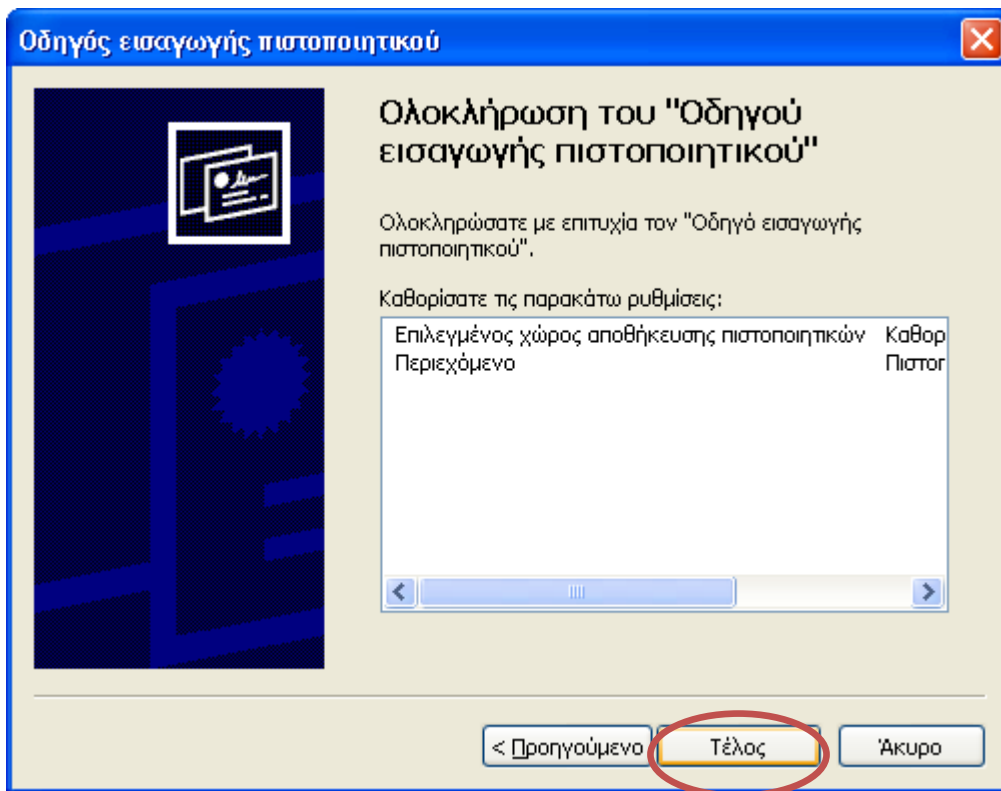 Οδηγός εισαγωγής πιστοποιητικού
Ολοκλήρωση του "Οδηγού
εισαγωγής πιστοποιητικού"
Ολοκληρώσατε με επιτυχία τον "Οδηγό εισαγωγής
πιστοποιητικού".
Καθορίσατε τις παρακάτω ρυθμίσεις:
Επιλεγμένος χώρος αποθήκευσης πιστοποιητικών Καθορ
Περιεχόμενο Πιστοπ
< Προηγούμενο Τέλος Άκυρο